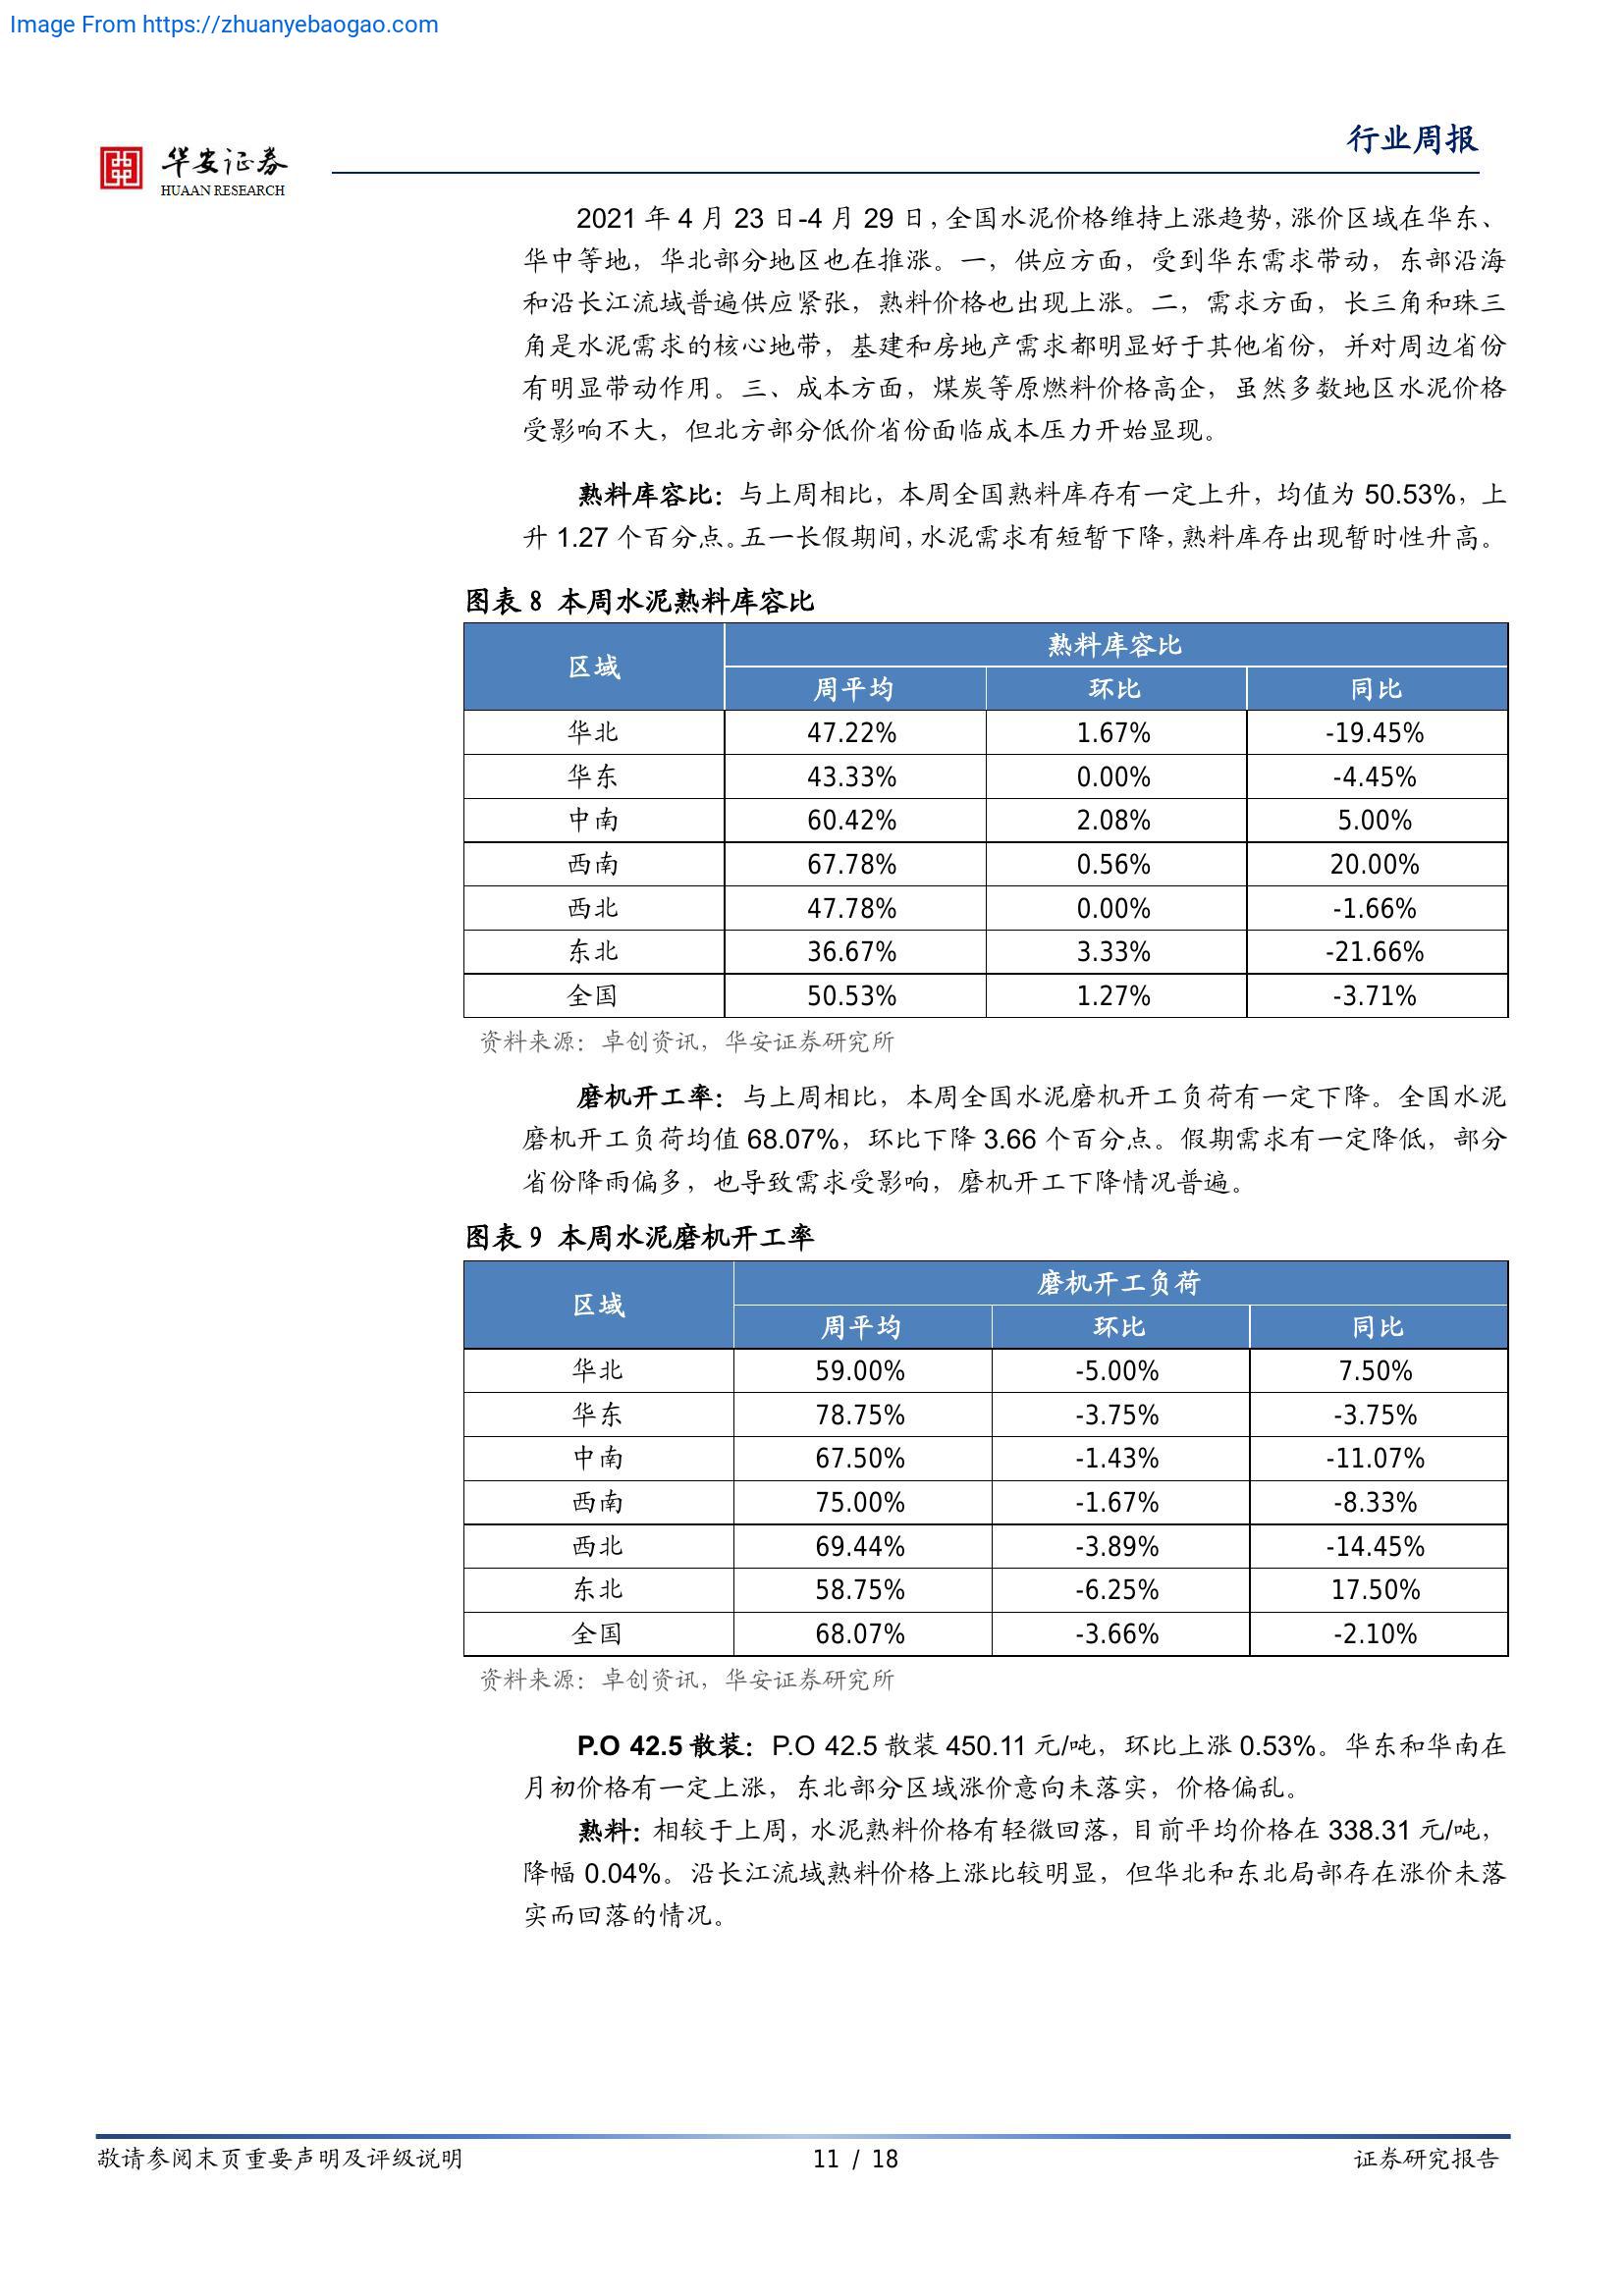 Image From https://zhuanyebaogao.com
华安证券
HUAAN RESEARCH
行业周报
2021 年 4 月 23 日-4 月 29 日，全国水泥价格维持上涨趋势，涨价区域在华东、
华中等地，华北部分地区也在推涨。一，供应方面，受到华东需求带动，东部沿海
和沿长江流域普遍供应紧张，熟料价格也出现上涨。二，需求方面，长三角和珠三
角是水泥需求的核心地带，基建和房地产需求都明显好于其他省份，并对周边省份
有明显带动作用。三、成本方面，煤炭等原燃料价格高企，虽然多数地区水泥价格
受影响不大，但北方部分低价省份面临成本压力开始显现。
熟料库容比：与上周相比，本周全国熟料库存有一定上升，均值为 50.53%，上
升 1.27 个百分点。五一长假期间，水泥需求有短暂下降，熟料库存出现暂时性升高。
图表 8 本周水泥熟料库容比
区域 熟料库容比
周平均 环比 同比
华北 47.22% 1.67% -19.45%
华东 43.33% 0.00% -4.45%
中南 60.42% 2.08% 5.00%
西南 67.78% 0.56% 20.00%
西北 47.78% 0.00% -1.66%
东北 36.67% 3.33% -21.66%
全国 50.53% 1.27% -3.71%
资料来源：卓创资讯，华安证券研究所
磨机开工率：与上周相比，本周全国水泥磨机开工负荷有一定下降。全国水泥
磨机开工负荷均值 68.07%，环比下降 3.66 个百分点。假期需求有一定降低，部分
省份降雨偏多，也导致需求受影响，磨机开工下降情况普遍。
图表 9 本周水泥磨机开工率
区域 磨机开工负荷
周平均 环比 同比
华北 59.00% -5.00% 7.50%
华东 78.75% -3.75% -3.75%
中南 67.50% -1.43% -11.07%
西南 75.00% -1.67% -8.33%
西北 69.44% -3.89% -14.45%
东北 58.75% -6.25% 17.50%
全国 68.07% -3.66% -2.10%
资料来源：卓创资讯，华安证券研究所
P.O 42.5 散装：P.O 42.5 散装 450.11 元/吨，环比上涨 0.53%。华东和华南在
月初价格有一定上涨，东北部分区域涨价意向未落实，价格偏乱。
熟料：相较于上周，水泥熟料价格有轻微回落，目前平均价格在 338.31 元/吨，
降幅 0.04%。沿长江流域熟料价格上涨比较明显，但华北和东北局部存在涨价未落
实而回落的情况。
敬请参阅末页重要声明及评级说明 11 / 18 证券研究报告